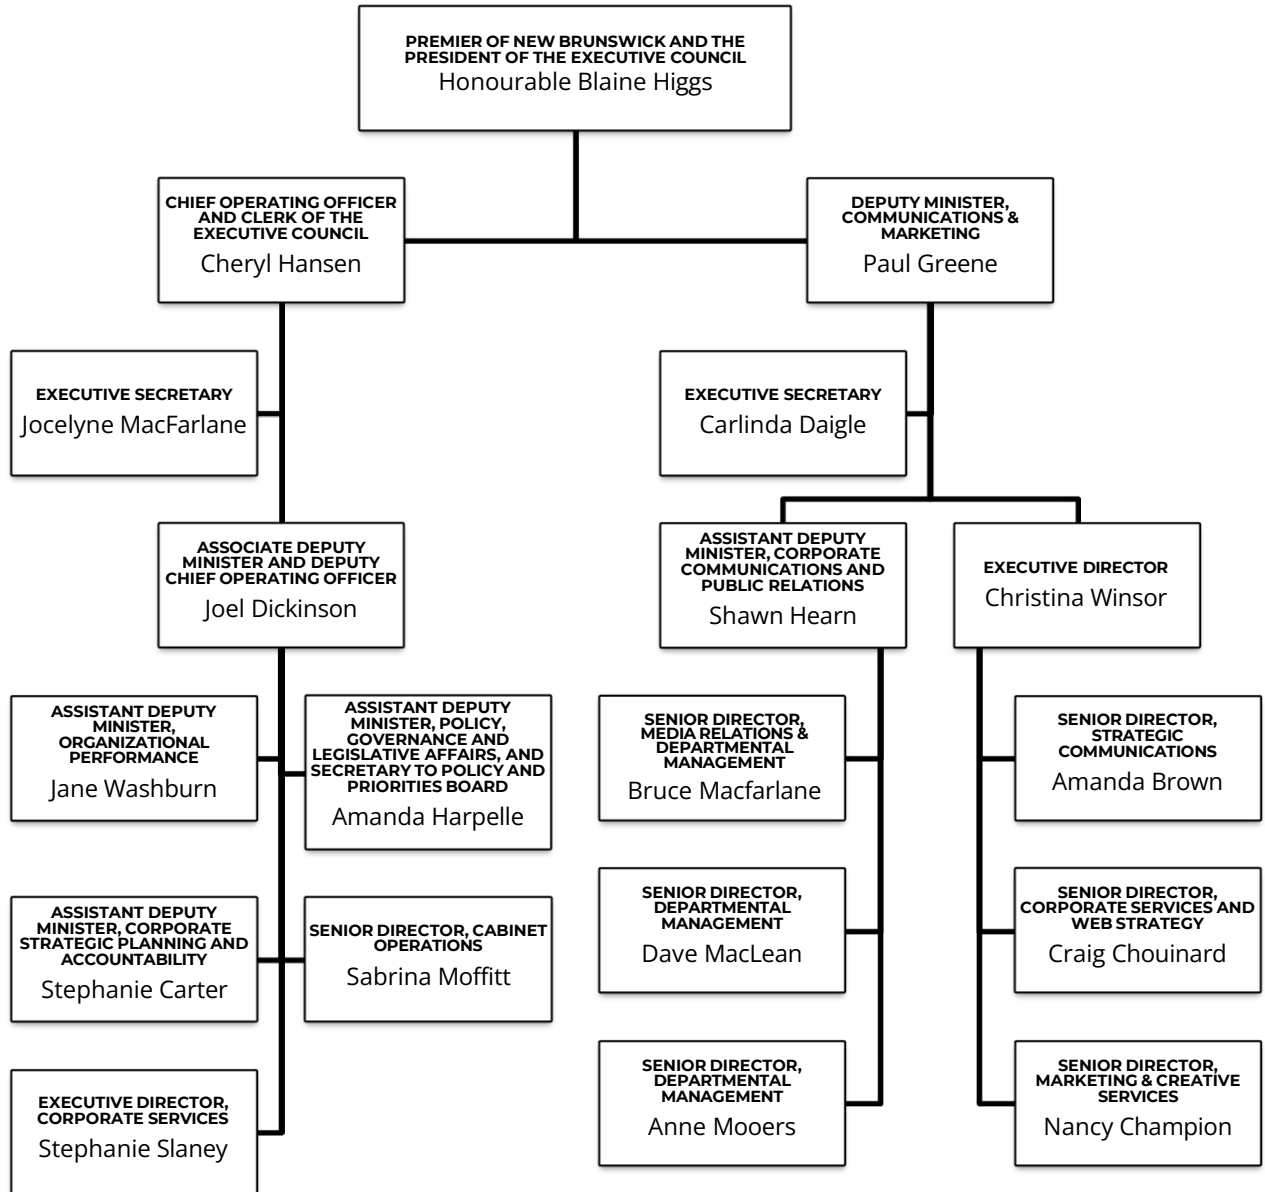 PREMIER OF NEW BRUNSWICK AND THE
PRESIDENT OF THE EXECUTIVE COUNCIL
Honourable Blaine Higgs
CHIEF OPERATING OFFICER
AND CLERK OF THE
EXECUTIVE COUNCIL
Cheryl Hansen
DEPUTY MINISTER,
COMMUNICATIONS &
MARKETING
Paul Greene
EXECUTIVE SECRETARY
Jocelyne MacFarlane
EXECUTIVE SECRETARY
Carlinda Daigle
ASSOCIATE DEPUTY
MINISTER AND DEPUTY
CHIEF OPERATING OFFICER
Joel Dickinson
ASSISTANT DEPUTY
MINISTER, CORPORATE
COMMUNICATIONS AND
PUBLIC RELATIONS
Shawn Hearn
EXECUTIVE DIRECTOR
Christina Winsor
ASSISTANT DEPUTY
MINISTER,
ORGANIZATIONAL
PERFORMANCE
Jane Washburn
ASSISTANT DEPUTY
MINISTER, POLICY,
GOVERNANCE AND
LEGISLATIVE AFFAIRS, AND
SECRETARY TO POLICY AND
PRIORITIES BOARD
Amanda Harpelle
SENIOR DIRECTOR,
MEDIA RELATIONS &
DEPARTMENTAL
MANAGEMENT
Bruce Macfarlane
SENIOR DIRECTOR,
STRATEGIC
COMMUNICATIONS
Amanda Brown
ASSISTANT DEPUTY
MINISTER, CORPORATE
STRATEGIC PLANNING AND
ACCOUNTABILITY
Stephanie Carter
SENIOR DIRECTOR, CABINET
OPERATIONS
Sabrina Moffitt
SENIOR DIRECTOR,
DEPARTMENTAL
MANAGEMENT
Dave MacLean
SENIOR DIRECTOR,
CORPORATE SERVICES AND
WEB STRATEGY
Craig Chouinard
EXECUTIVE DIRECTOR,
CORPORATE SERVICES
Stephanie Slaney
SENIOR DIRECTOR,
DEPARTMENTAL
MANAGEMENT
Anne Mooers
SENIOR DIRECTOR,
MARKETING & CREATIVE
SERVICES
Nancy Champion